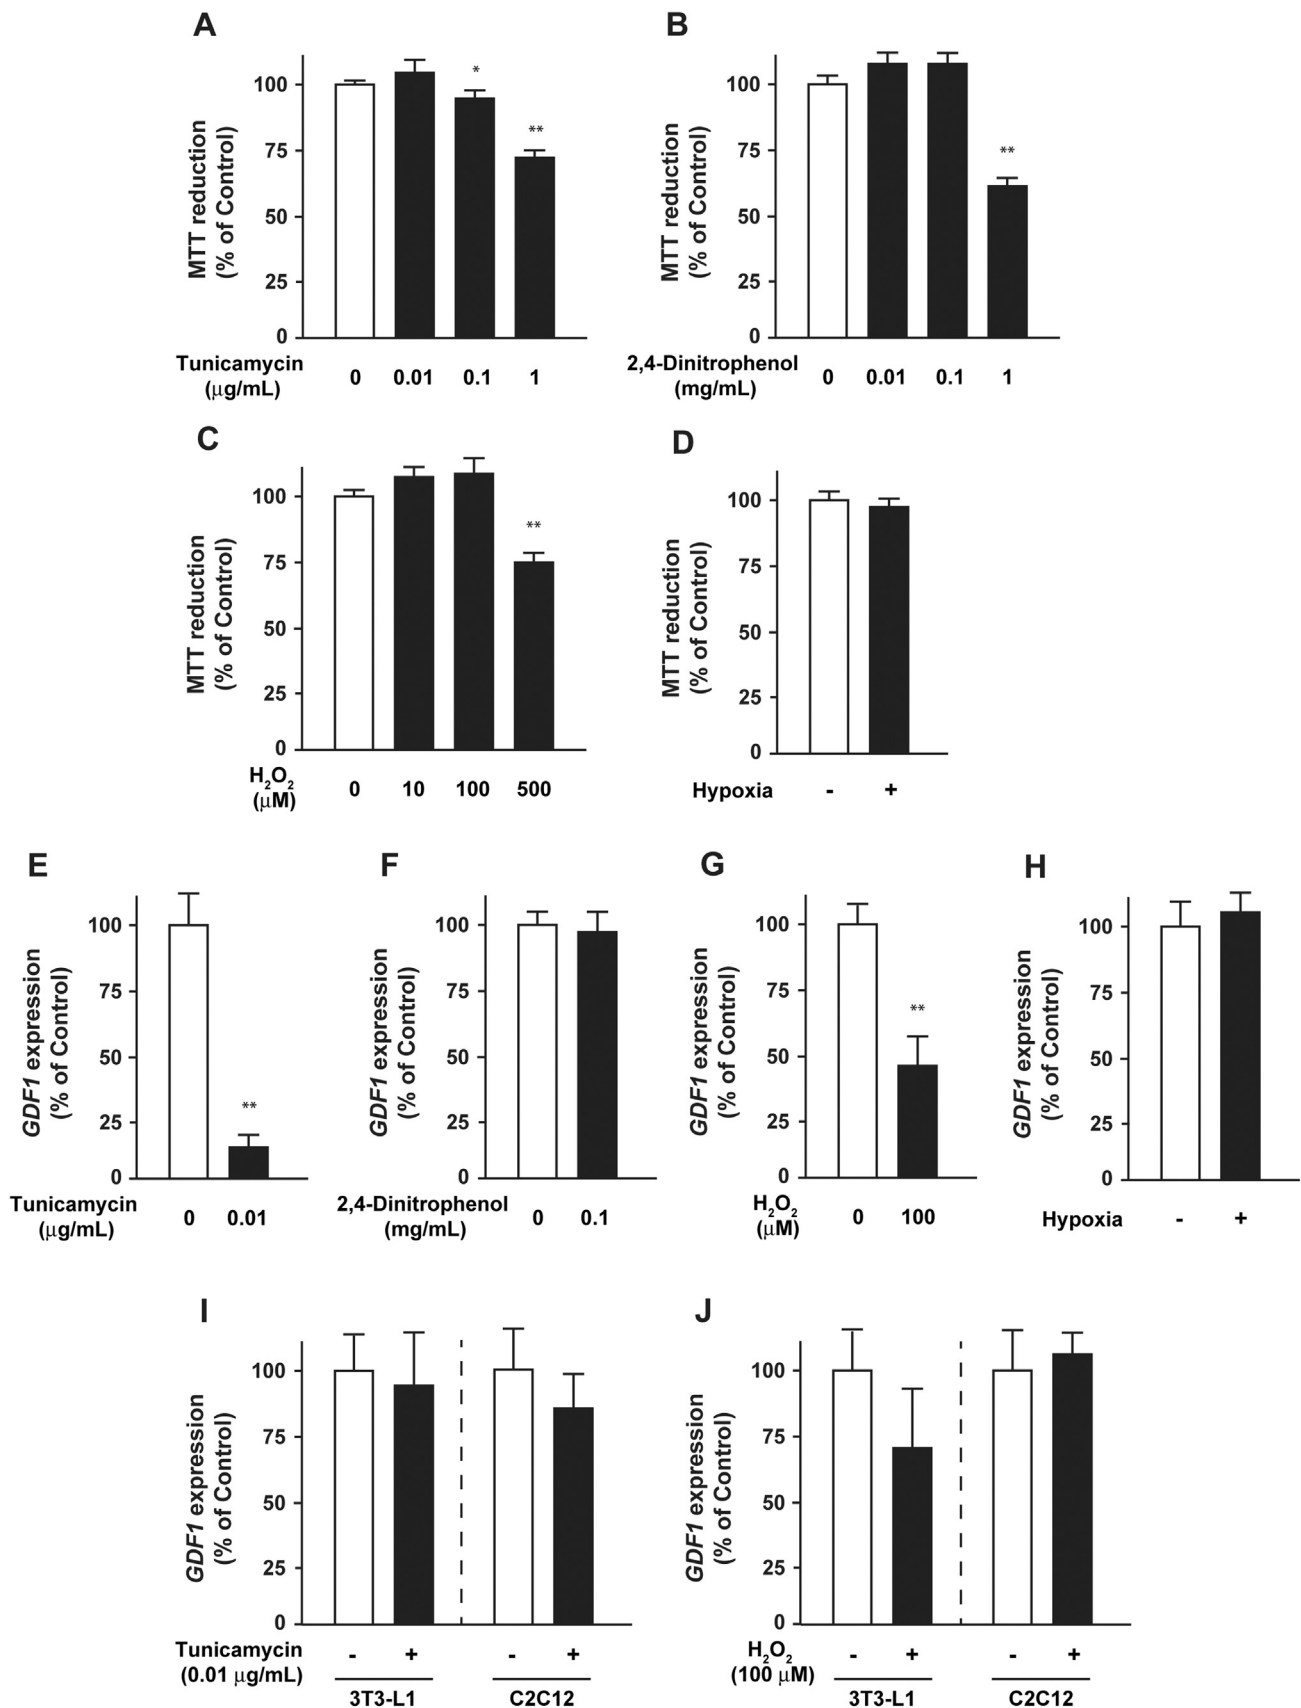 A
B
MTT reduction
(% of Control)
100
75
50
25
0
*
**
Tunicamycin
(μg/mL)
0 0.01 0.1 1
MTT reduction
(% of Control)
100
75
50
25
0
**
2,4-Dinitrophenol
(mg/mL)
0 0.01 0.1 1
C
D
MTT reduction
(% of Control)
100
75
50
25
0
**
H₂O₂
(μM)
0 10 100 500
MTT reduction
(% of Control)
100
75
50
25
0
Hypoxia - +
E
F
G
H
GDF1 expression
(% of Control)
100
75
50
25
0
**
Tunicamycin
(μg/mL)
0 0.01
GDF1 expression
(% of Control)
100
75
50
25
0
2,4-Dinitrophenol
(mg/mL)
0 0.1
GDF1 expression
(% of Control)
100
75
50
25
0
**
H₂O₂
(μM)
0 100
GDF1 expression
(% of Control)
100
75
50
25
0
Hypoxia - +
I
J
GDF1 expression
(% of Control)
100
75
50
25
0
Tunicamycin
(0.01 μg/mL)
- + - +
3T3-L1 C2C12
GDF1 expression
(% of Control)
100
75
50
25
0
H₂O₂
(100 μM)
- + - +
3T3-L1 C2C12